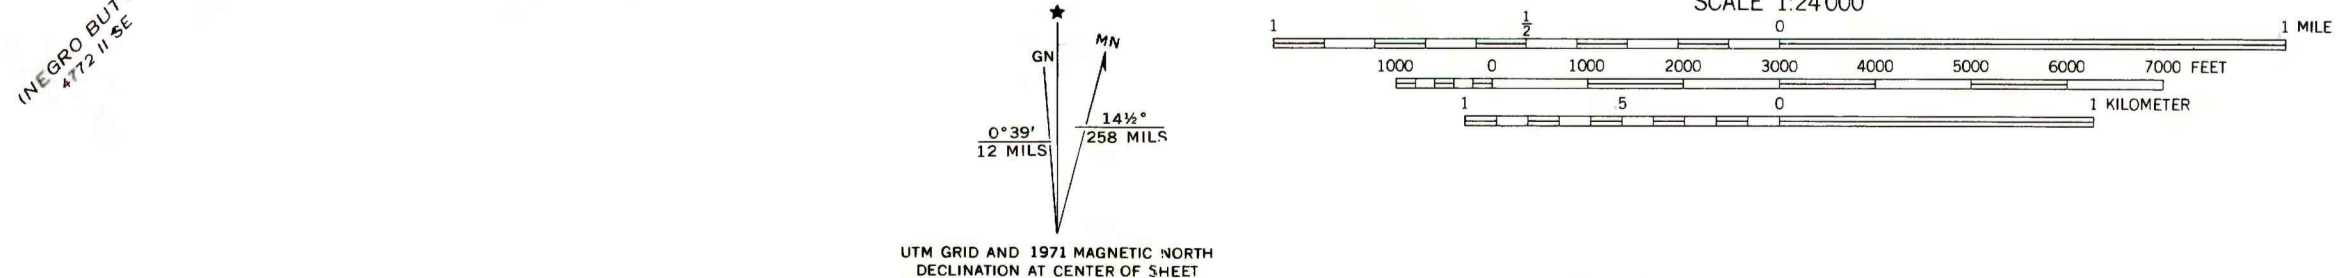 (NEGRO BUT
4772 II SE
★
GN
MN
0°39'
12 MILS
14½°
258 MILS
UTM GRID AND 1971 MAGNETIC NORTH
DECLINATION AT CENTER OF SHEET
SCALE 1:24 000
1 ½ 0 1 MILE
1000 0 1000 2000 3000 4000 5000 6000 7000 FEET
1 .5 0 1 KILOMETER